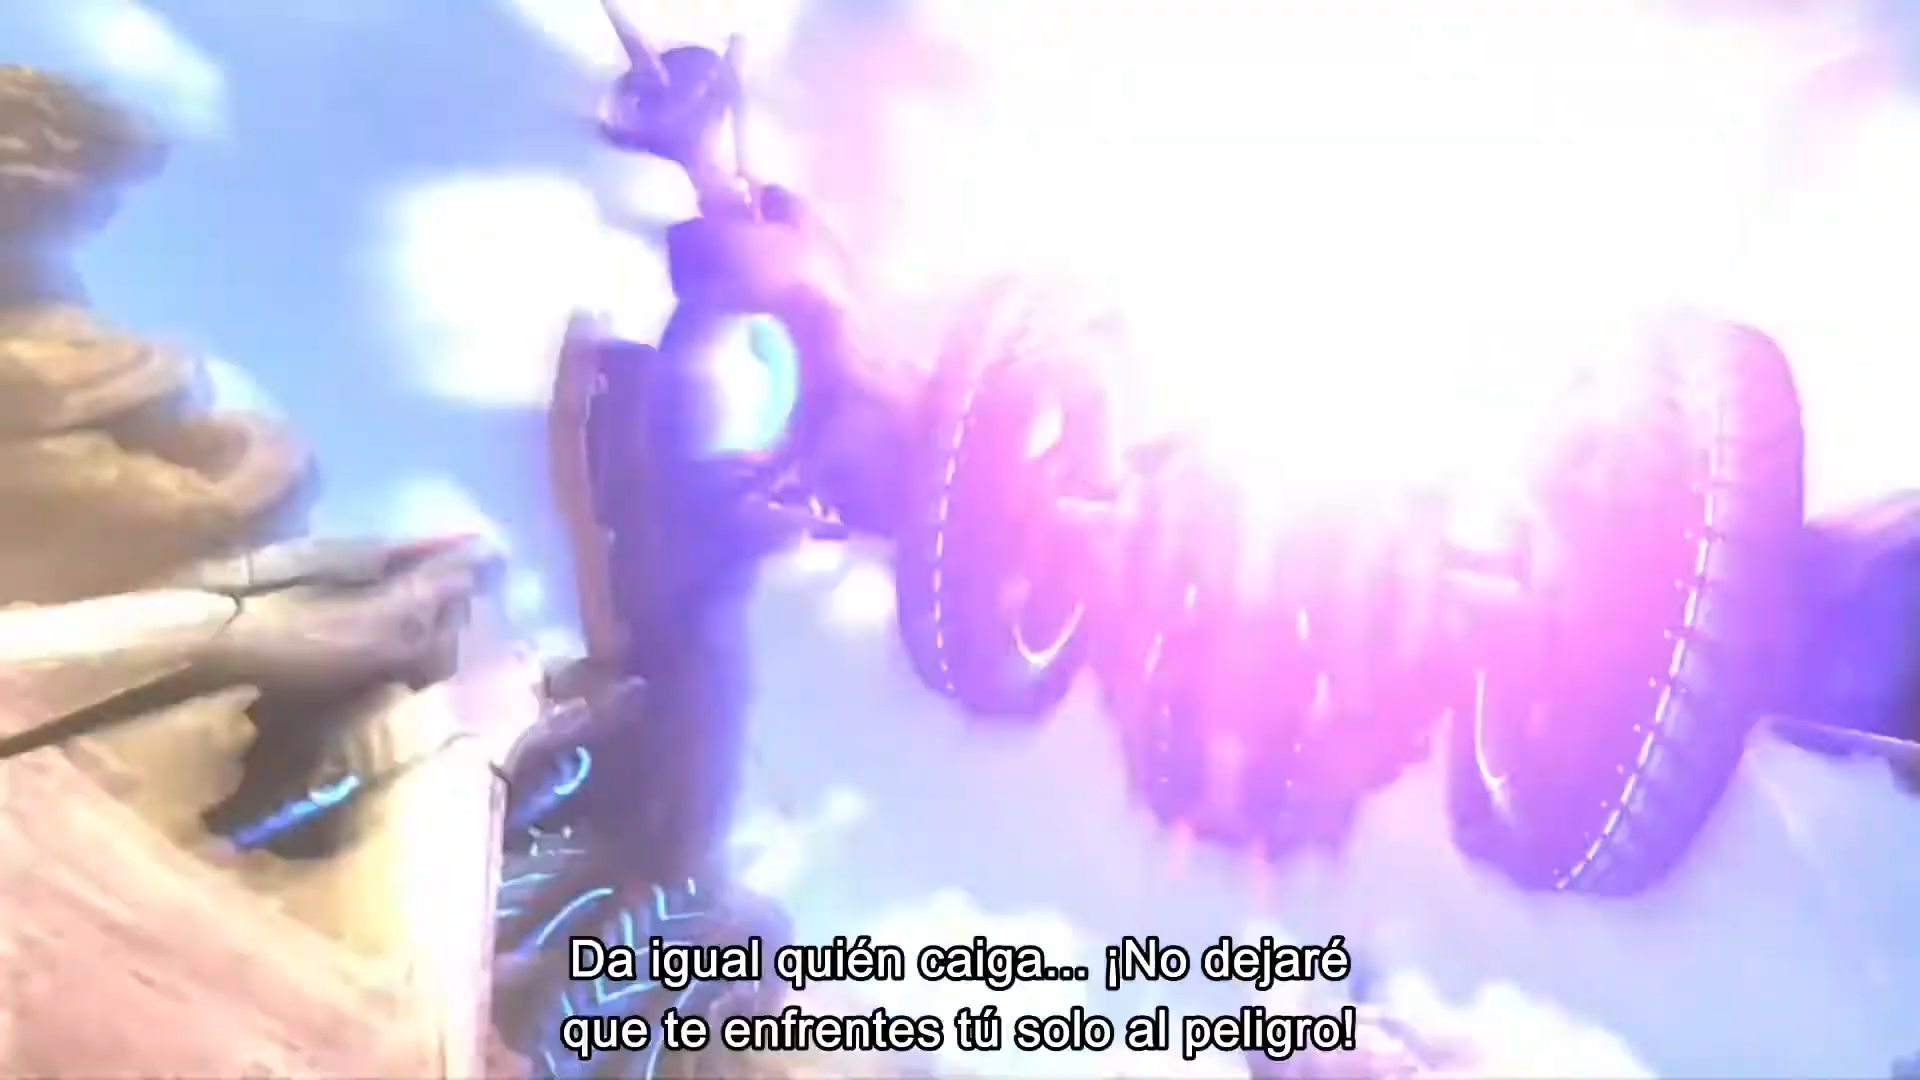 Da igual quién caiga... ¡No dejaré
que te enfrentes tú solo al peligro!